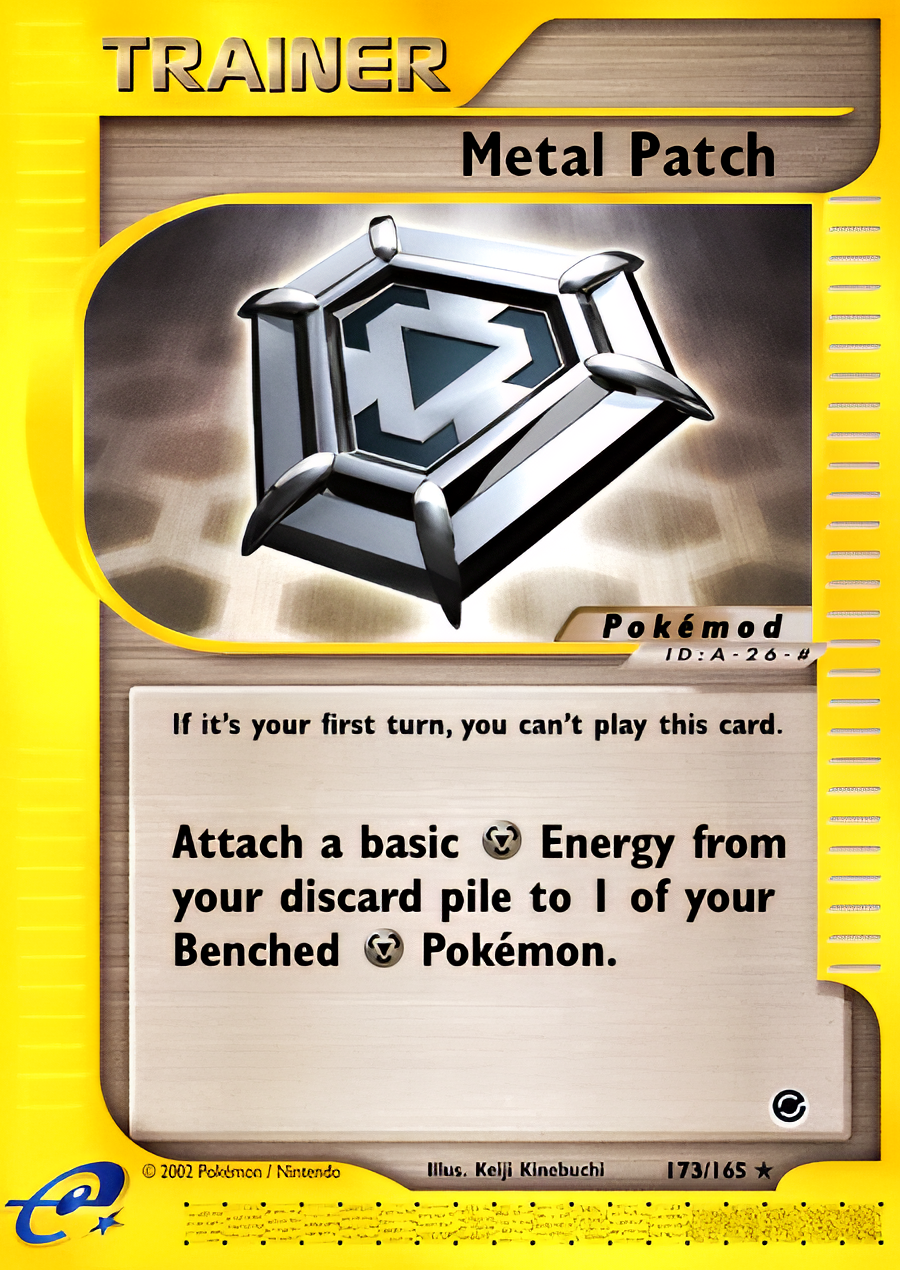 TRAINER
Metal Patch
Pokémod
ID:A-26-#
If it's your first turn, you can't play this card.
Attach a basic Energy from
your discard pile to 1 of your
Benched Pokémon.
© 2002 Pokémon / Nintendo
Illus. Keiji Kinebuchi
173/165 ★